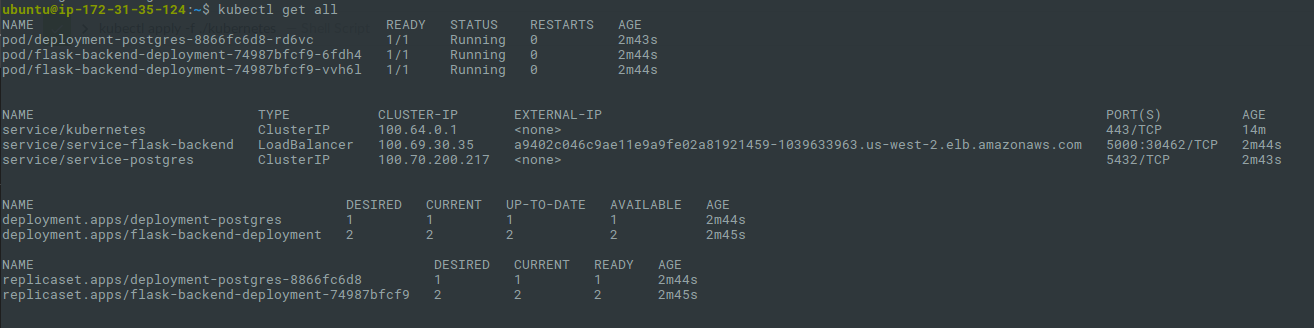 ubuntu@ip-172-31-35-124:~$ kubectl get all
NAME READY STATUS RESTARTS AGE
pod/deployment-postgres-8866fc6d8-rd6vc 1/1 Running 0 2m43s
pod/flask-backend-deployment-74987bfcf9-6fdh4 1/1 Running 0 2m44s
pod/flask-backend-deployment-74987bfcf9-vvh6l 1/1 Running 0 2m44s
NAME TYPE CLUSTER-IP EXTERNAL-IP PORT(S) AGE
service/kubernetes ClusterIP 100.64.0.1 <none> 443/TCP 14m
service/service-flask-backend LoadBalancer 100.69.30.35 a9402c046c9ae11e9a9fe02a81921459-1039633963.us-west-2.elb.amazonaws.com 5000:30462/TCP 2m44s
service/service-postgres ClusterIP 100.70.200.217 <none> 5432/TCP 2m43s
NAME DESIRED CURRENT UP-TO-DATE AVAILABLE AGE
deployment.apps/deployment-postgres 1 1 1 1 2m44s
deployment.apps/flask-backend-deployment 2 2 2 2 2m45s
NAME DESIRED CURRENT READY AGE
replicaset.apps/deployment-postgres-8866fc6d8 1 1 1 2m44s
replicaset.apps/flask-backend-deployment-74987bfcf9 2 2 2 2m45s